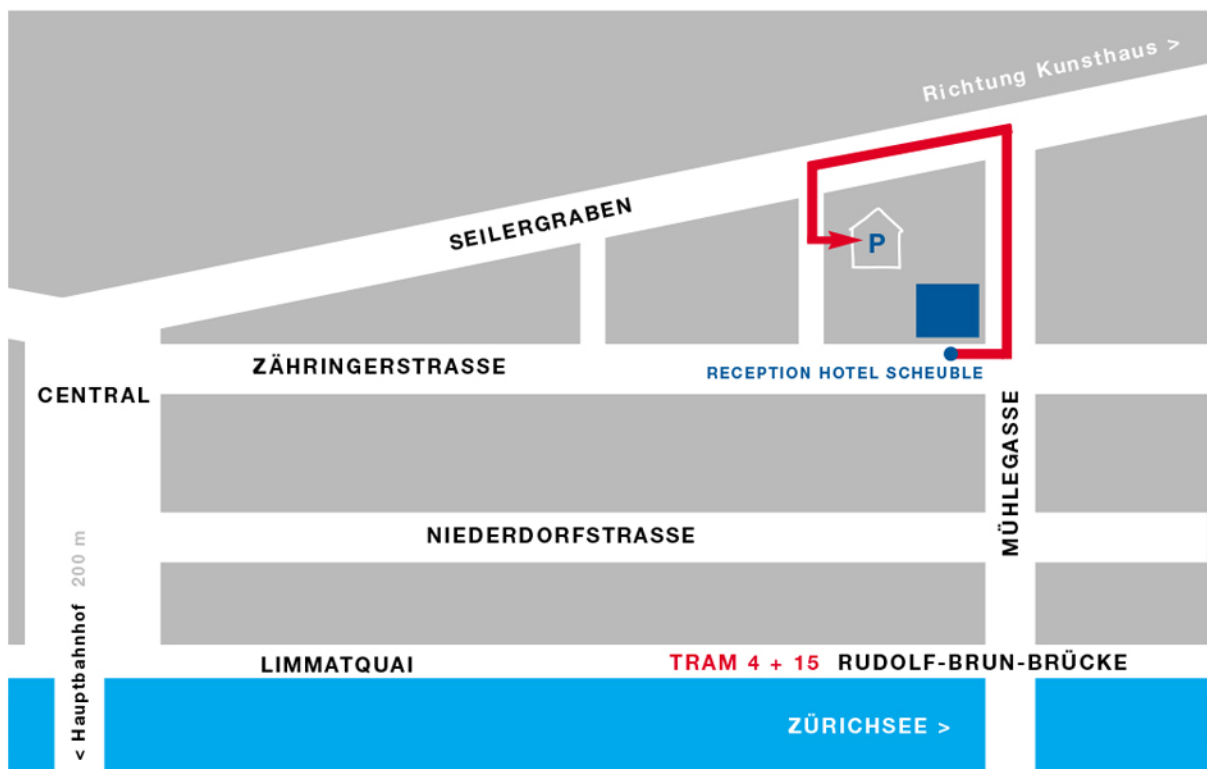 Richtung Kunsthaus >
SEILERGRABEN
P
ZÄHRINGERSTRASSE
RECEPTION HOTEL SCHEUBLE
CENTRAL
MÜHLEGASSE
NIEDERDORFSTRASSE
< Hauptbahnhof 200 m
LIMMATQUAI
TRAM 4 + 15 RUDOLF-BRUN-BRÜCKE
ZÜRICHSEE >